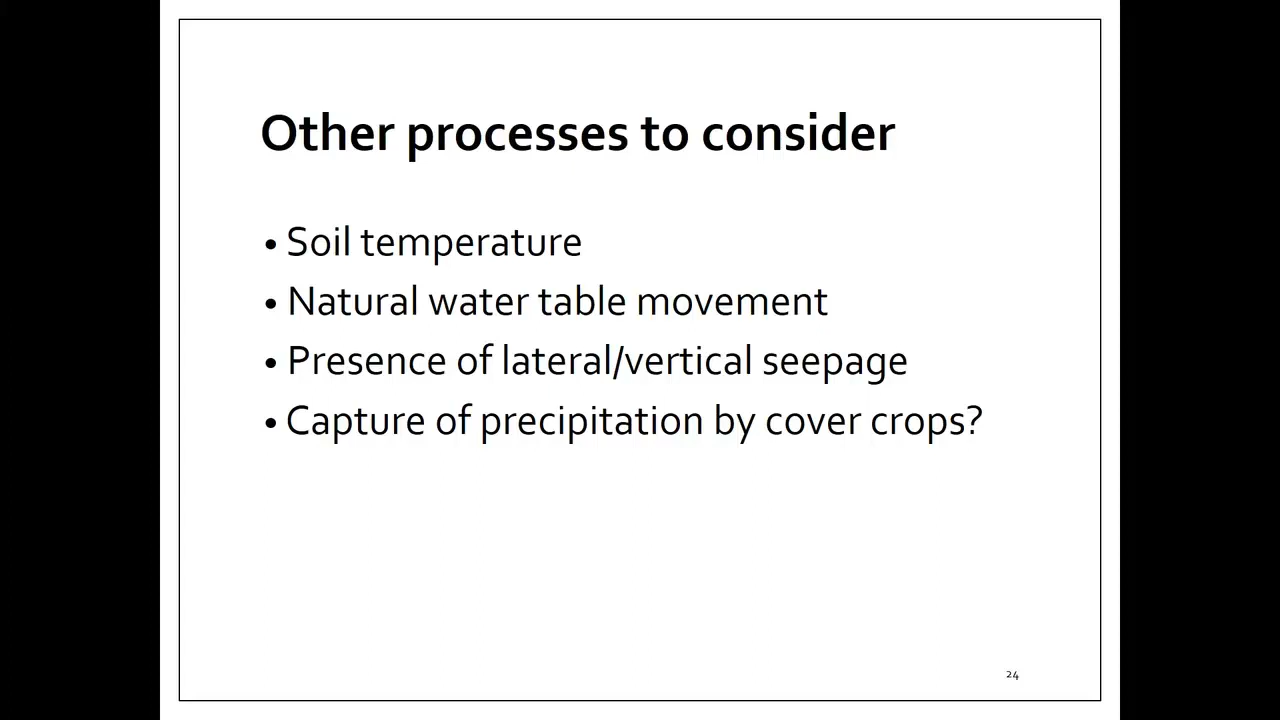 Other processes to consider
• Soil temperature
• Natural water table movement
• Presence of lateral/vertical seepage
• Capture of precipitation by cover crops?
24